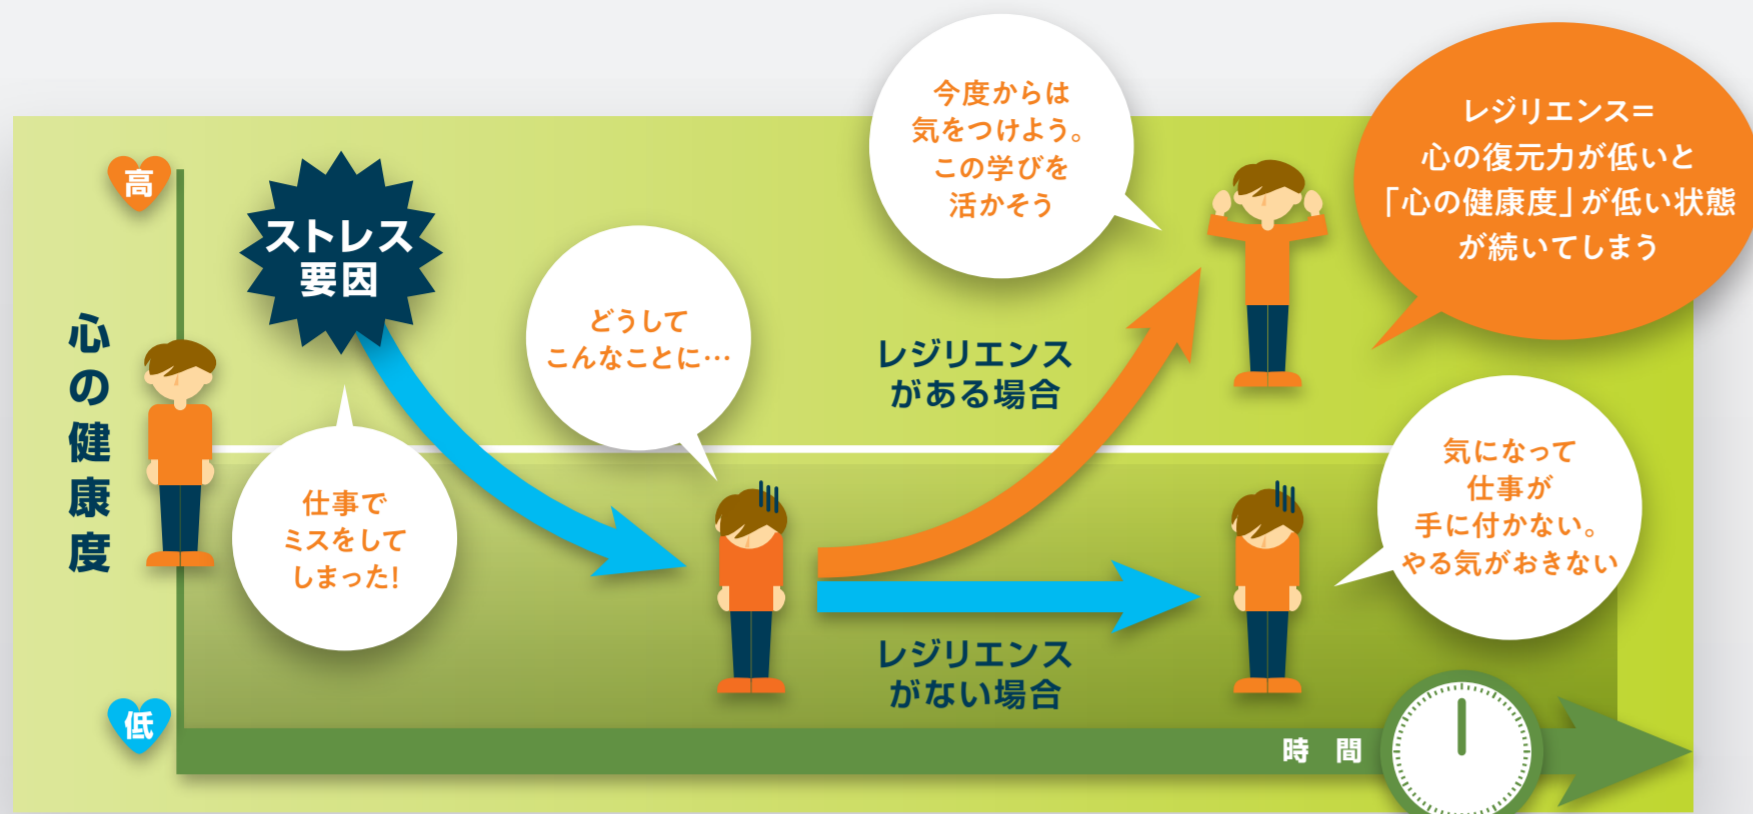 心の健康度
高
低
ストレス
要因
仕事で
ミスをして
しまった!
どうして
こんなことに…
レジリエンス
がある場合
今度からは
気をつけよう。
この学びを
活かそう
レジリエンス=
心の復元力が低いと
「心の健康度」が低い状態
が続いてしまう
レジリエンス
がない場合
気になって
仕事が
手に付かない。
やる気がおきない
時 間